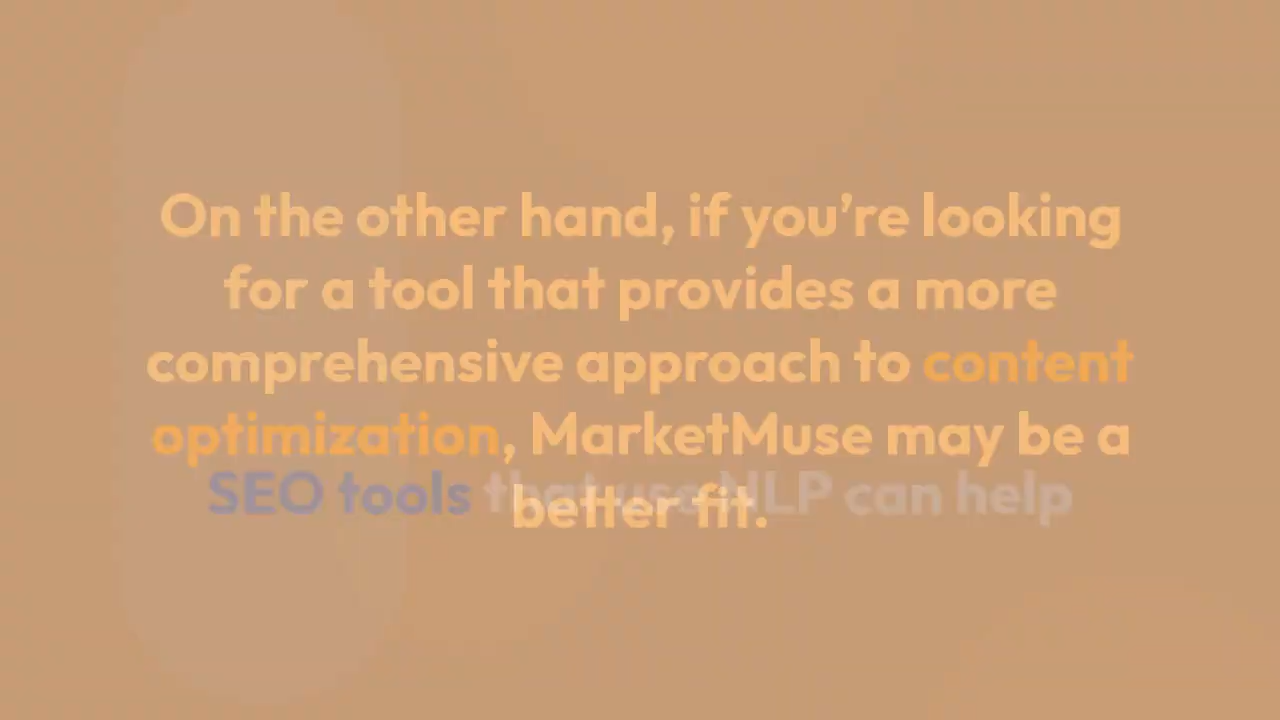 On the other hand, if you’re looking
for a tool that provides a more
comprehensive approach to content
optimization, MarketMuse may be a
SEO tools that use NLP can help
better fit.